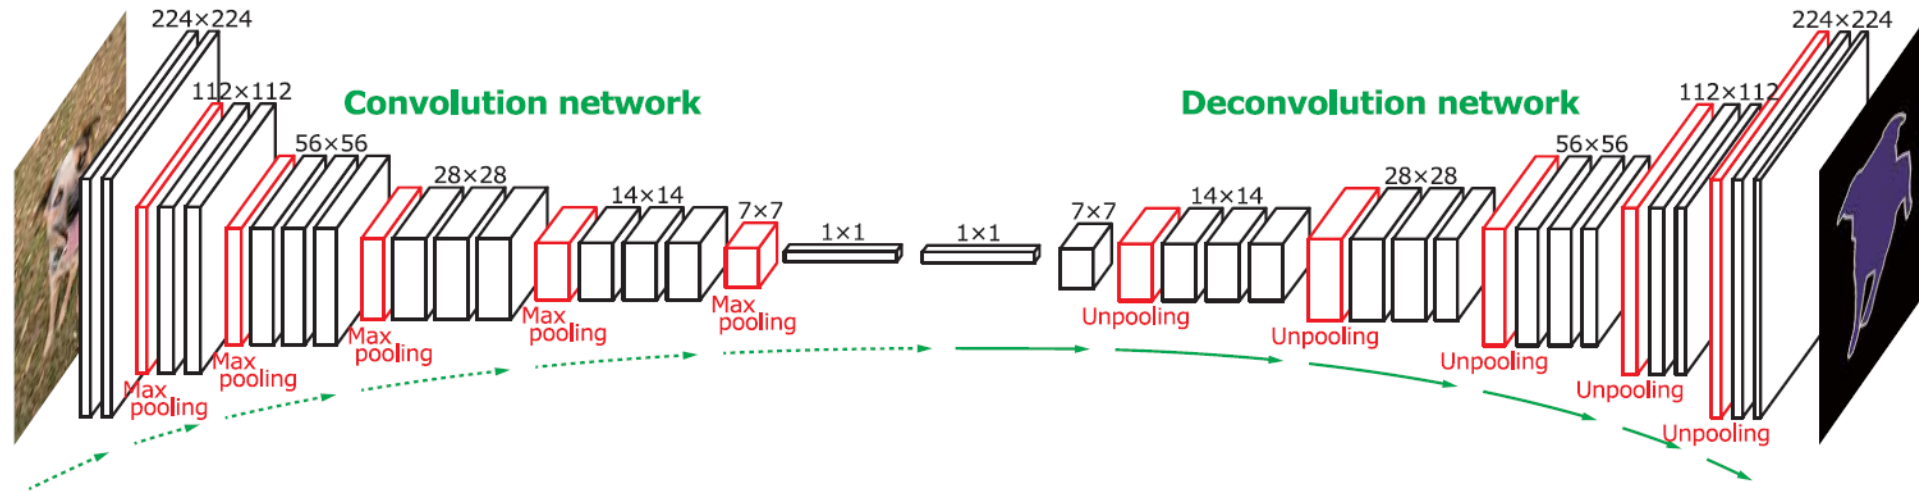 224×224
112×112
Convolution network
56×56
28×28
14×14
7×7
1×1
1×1
7×7
14×14
28×28
Deconvolution network
56×56
112×112
224×224
Max
pooling
Max
pooling
Max
pooling
Max
pooling
Max
pooling
Unpooling
Unpooling
Unpooling
Unpooling
Unpooling